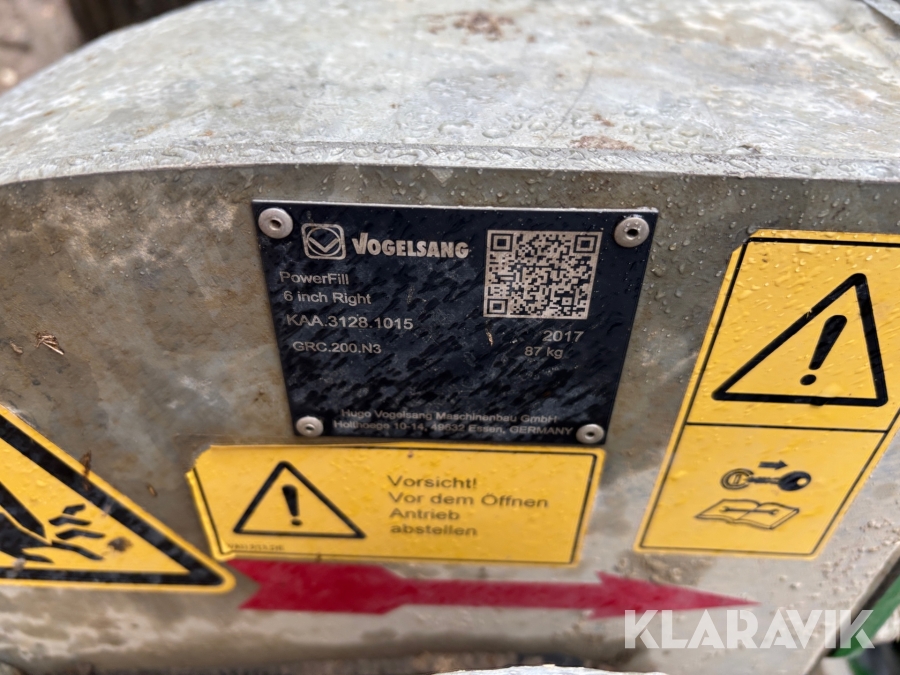 VOGELSANG
PowerFill
6 inch Right
KAA.3128.1015
2017
GRC.200.N3
87 kg
Hugo Vogelsang Maschinenbau GmbH
Holthoege 10-14, 49632 Essen, GERMANY
Vorsicht!
Vor dem Öffnen
Antrieb
abstellen
KLARAVIK